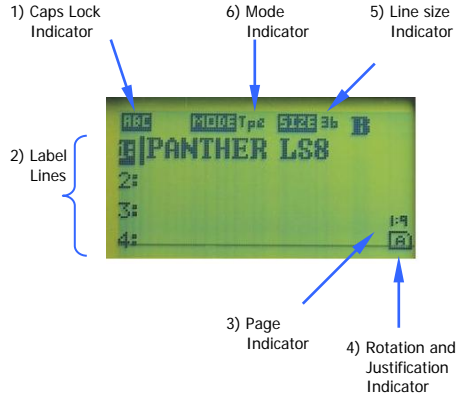 1) Caps Lock Indicator
6) Mode Indicator
5) Line size Indicator
ABC MODE Tpe SIZE 3b B
1: PANTHER LS8
2) Label Lines
2:
3:
1:9
4: A
3) Page Indicator
4) Rotation and Justification Indicator